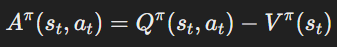 A^π(s_t, a_t) = Q^π(s_t, a_t) − V^π(s_t)